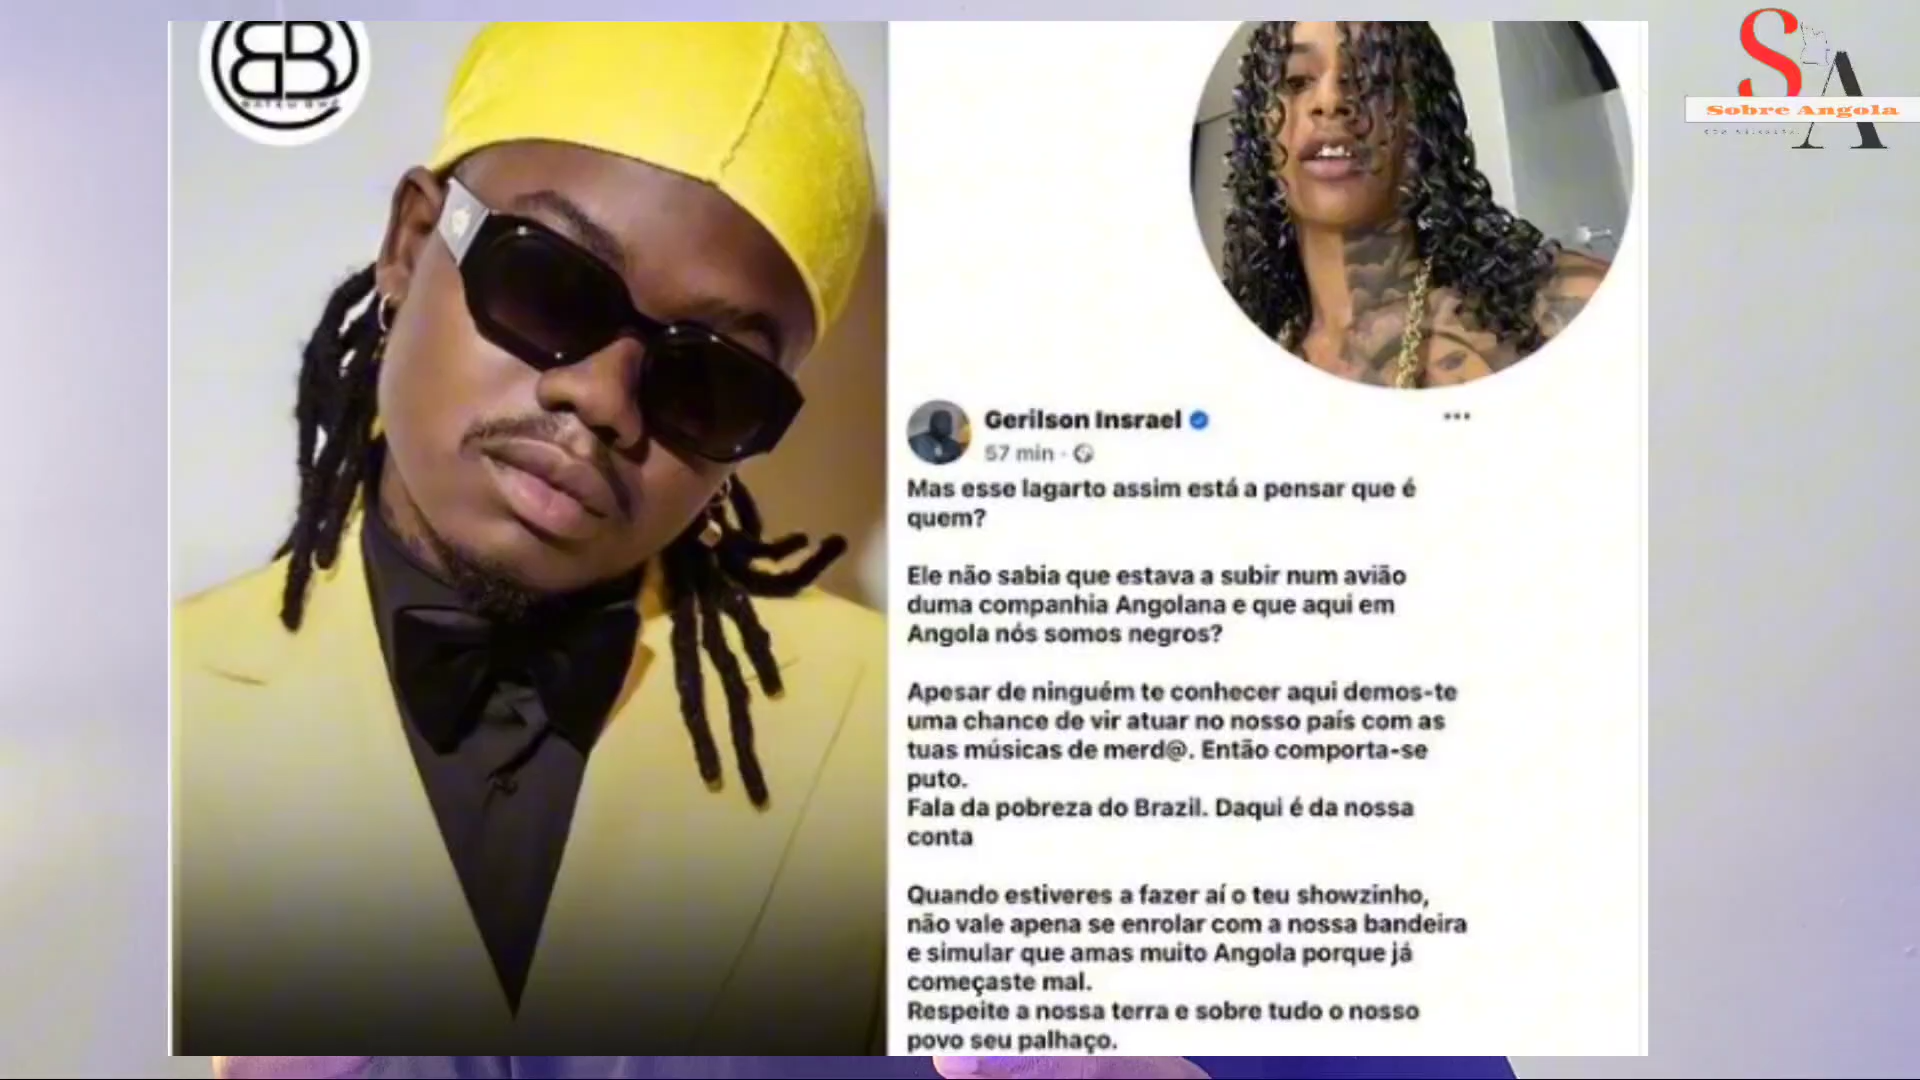 BB
SA
Sobre Angola
Gerilson Insrael
57 min ·
Mas esse lagarto assim está a pensar que é
quem?
Ele não sabia que estava a subir num avião
duma companhia Angolana e que aqui em
Angola nós somos negros?
Apesar de ninguém te conhecer aqui demos-te
uma chance de vir atuar no nosso país com as
tuas músicas de merd@. Então comporta-se
puto.
Fala da pobreza do Brazil. Daqui é da nossa
conta
Quando estiveres a fazer aí o teu showzinho,
não vale apena se enrolar com a nossa bandeira
e simular que amas muito Angola porque já
começaste mal.
Respeite a nossa terra e sobre tudo o nosso
povo seu palhaço.